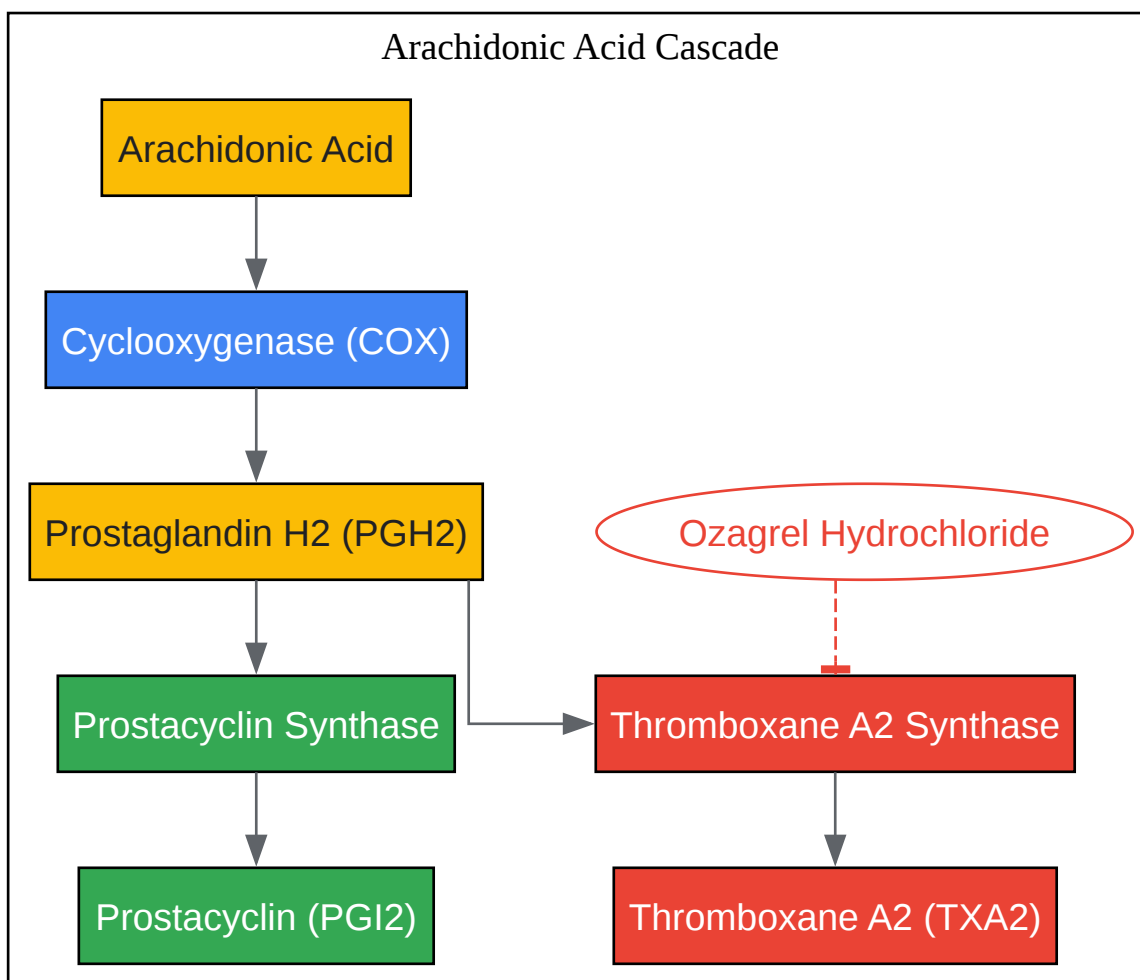 Arachidonic Acid Cascade
Arachidonic Acid
Cyclooxygenase (COX)
Prostaglandin H2 (PGH2)
Ozagrel Hydrochloride
Prostacyclin Synthase
Thromboxane A2 Synthase
Prostacyclin (PGI2)
Thromboxane A2 (TXA2)